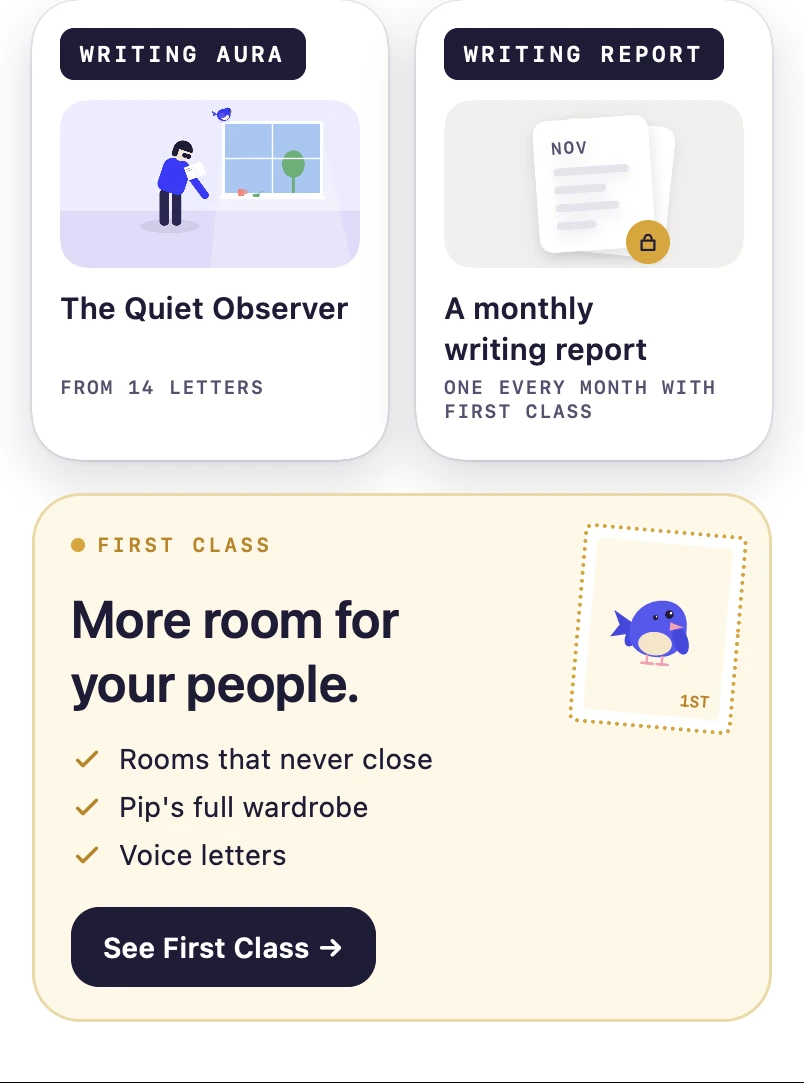 WRITING AURA
The Quiet Observer
FROM 14 LETTERS
WRITING REPORT
NOV
A monthly
writing report
ONE EVERY MONTH WITH
FIRST CLASS
FIRST CLASS
More room for
your people.
1ST
Rooms that never close
Pip's full wardrobe
Voice letters
See First Class →